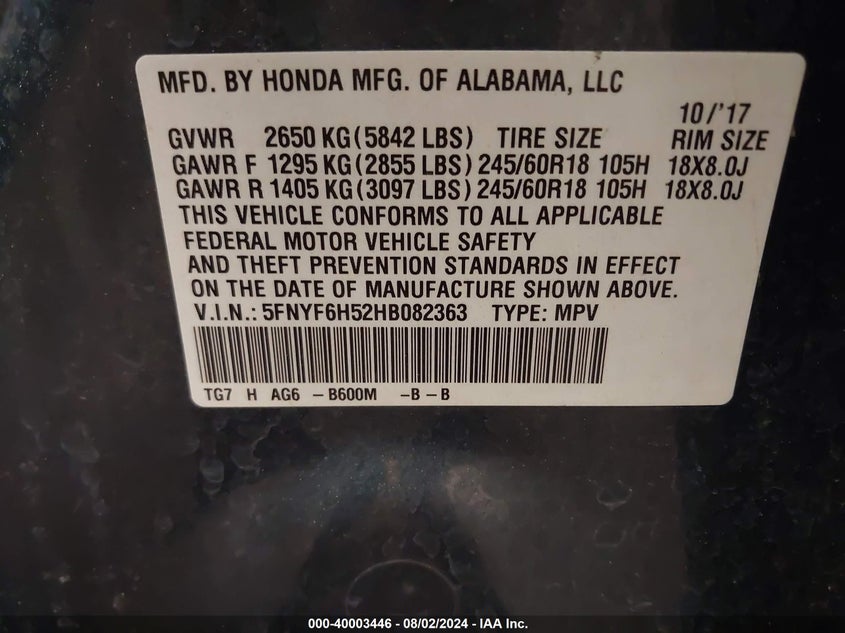 MFD. BY HONDA MFG. OF ALABAMA, LLC
10/'17
GVWR 2650 KG(5842 LBS) TIRE SIZE RIM SIZE
GAWR F 1295 KG(2855 LBS) 245/60R18 105H 18X8.0J
GAWR R 1405 KG(3097 LBS) 245/60R18 105H 18X8.0J
THIS VEHICLE CONFORMS TO ALL APPLICABLE
FEDERAL MOTOR VEHICLE SAFETY
AND THEFT PREVENTION STANDARDS IN EFFECT
ON THE DATE OF MANUFACTURE SHOWN ABOVE.
V.I.N.: 5FNYF6H52HB082363 TYPE: MPV
TG7 H AG6 -B600M -B-B
000-40003446 - 08/02/2024 - IAA Inc.